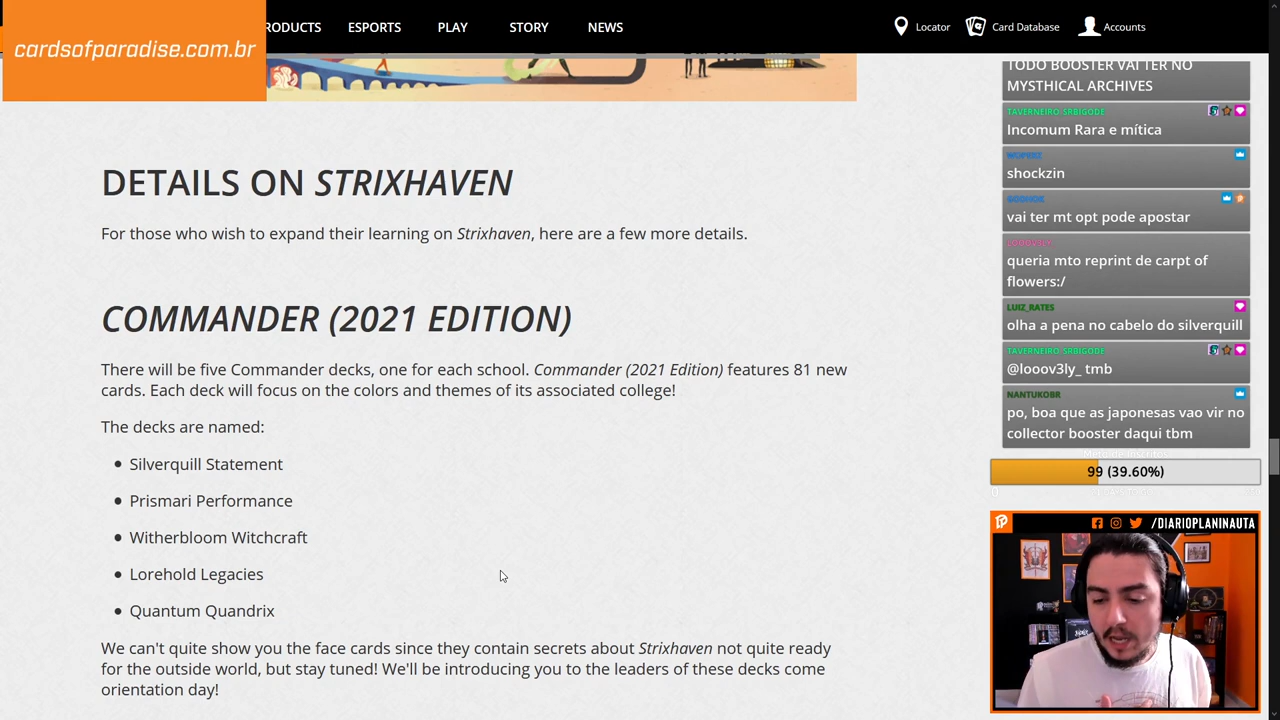 cardsofparadise.com.br
RODUCTS
ESPORTS
PLAY
STORY
NEWS
Locator
Card Database
Accounts
DETAILS ON STRIXHAVEN
For those who wish to expand their learning on Strixhaven, here are a few more details.
COMMANDER (2021 EDITION)
There will be five Commander decks, one for each school. Commander (2021 Edition) features 81 new
cards. Each deck will focus on the colors and themes of its associated college!
The decks are named:
Silverquill Statement
Prismari Performance
Witherbloom Witchcraft
Lorehold Legacies
Quantum Quandrix
We can't quite show you the face cards since they contain secrets about Strixhaven not quite ready
for the outside world, but stay tuned! We'll be introducing you to the leaders of these decks come
orientation day!
TODO BOOSTER VAI TER NO
MYSTHICAL ARCHIVES
TAVERNEIRO_SRBIGODE
Incomum Rara e mítica
shockzin
vai ter mt opt pode apostar
LOOOV3LY_
queria mto reprint de carpt of
flowers:/
LUIZ_RATES
olha a pena no cabelo do silverquill
TAVERNEIRO_SRBIGODE
@looov3ly_ tmb
NANTUKOBR
po, boa que as japonesas vao vir no
collector booster daqui tbm
99 (39.60%)
0
/DIARIOPLANINAUTA